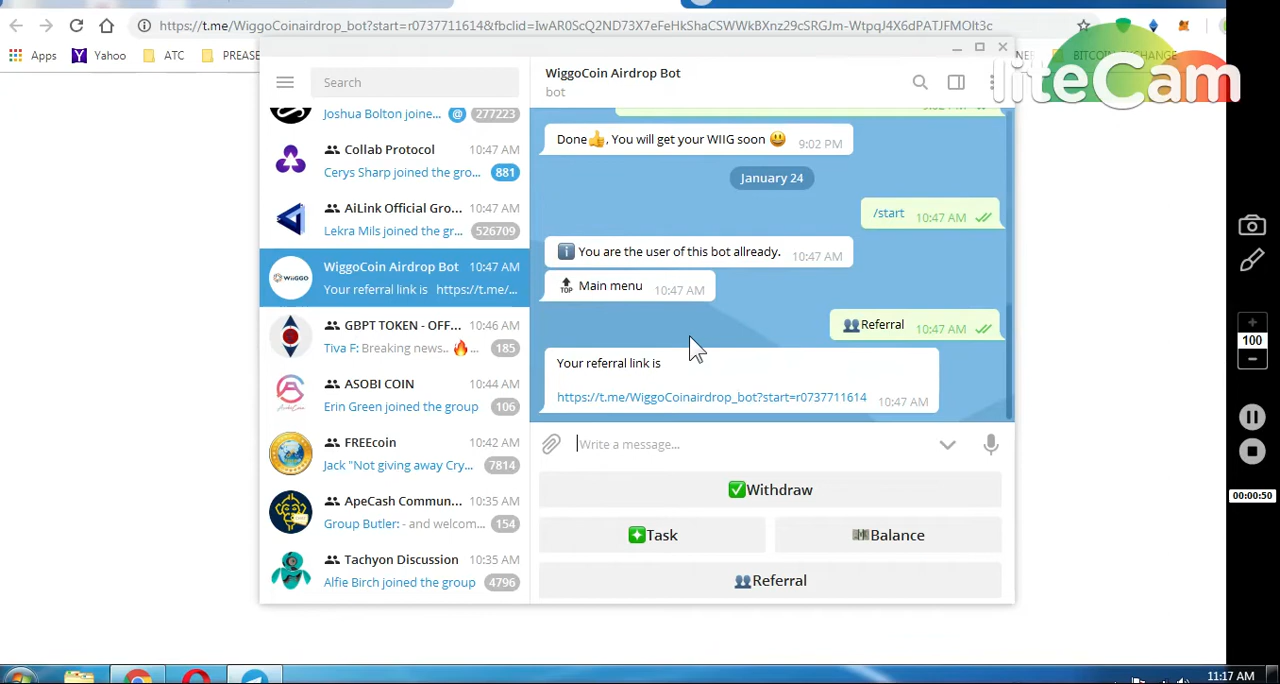 https://t.me/WiggoCoinairdrop_bot?start=r07377116148&fbclid=IwAR0ScQ2ND73X7eFeHkShaCSWWkBXnz29cSRGJm-WtpqJ4X6dPATJFMOlt3c
Apps Yahoo ATC PREASE BITCOIN EXCHANGE
liteCam
Search
WiggoCoin Airdrop Bot
bot
Joshua Bolton joine... @ 277223
Collab Protocol 10:47 AM
Cerys Sharp joined the gro... 881
AiLink Official Gro... 10:47 AM
Lekra Mils joined the gr... 526709
WIGGO
WiggoCoin Airdrop Bot 10:47 AM
Your referral link is https://t.me/...
GBPT TOKEN - OFF... 10:46 AM
Tiva F: Breaking news.. 🔥... 185
ASOBI COIN 10:44 AM
Erin Green joined the group 106
FREEcoin 10:42 AM
Jack "Not giving away Cry... 7814
ApeCash Commun... 10:35 AM
Group Butler: - and welcom... 154
Tachyon Discussion 10:35 AM
Alfie Birch joined the group 4796
9:02 PM
Done👍, You will get your WIIG soon 😃 9:02 PM
January 24
/start 10:47 AM
ℹ️ You are the user of this bot allready. 10:47 AM
🔝 Main menu 10:47 AM
👥Referral 10:47 AM
Your referral link is
https://t.me/WiggoCoinairdrop_bot?start=r0737711614 10:47 AM
Write a message...
✅Withdraw
Task
💵Balance
👥Referral
100
00:00:50
11:17 AM